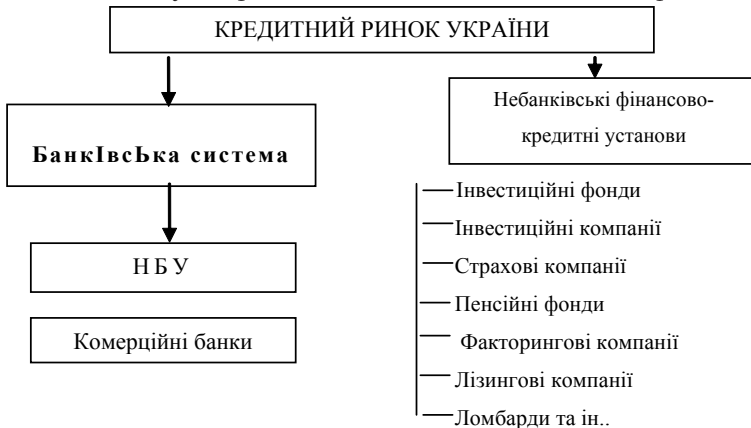 КРЕДИТНИЙ РИНОК УКРАЇНИ
БанкІвсЬка система
НБУ
Комерційні банки
Небанківські фінансово-
кредитні установи
Інвестиційні фонди
Інвестиційні компанії
Страхові компанії
Пенсійні фонди
Факторингові компанії
Лізингові компанії
Ломбарди та ін..